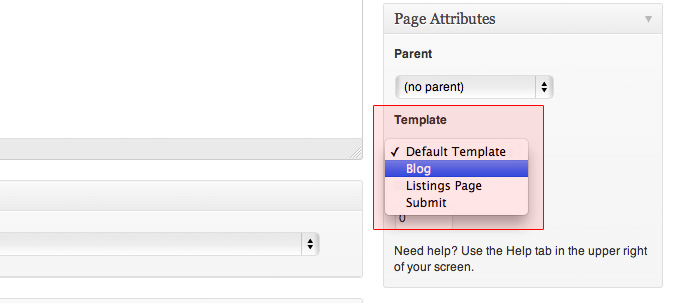 Page Attributes
Parent
(no parent)
Template
✓ Default Template
Blog
Listings Page
Submit
0
Need help? Use the Help tab in the upper right
of your screen.